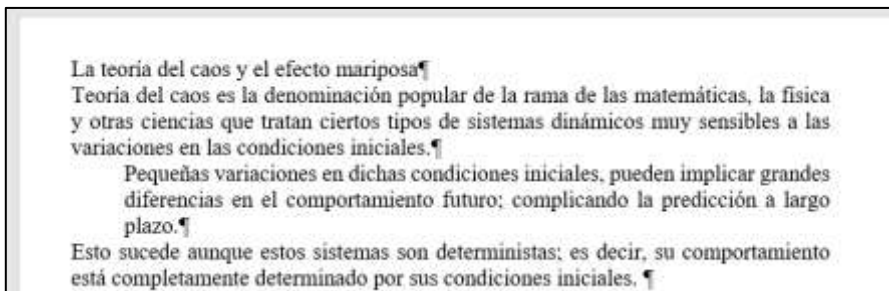 La teoría del caos y el efecto mariposa¶
Teoría del caos es la denominación popular de la rama de las matemáticas, la física
y otras ciencias que tratan ciertos tipos de sistemas dinámicos muy sensibles a las
variaciones en las condiciones iniciales.¶
Pequeñas variaciones en dichas condiciones iniciales, pueden implicar grandes
diferencias en el comportamiento futuro; complicando la predicción a largo
plazo.¶
Esto sucede aunque estos sistemas son deterministas; es decir, su comportamiento
está completamente determinado por sus condiciones iniciales. ¶